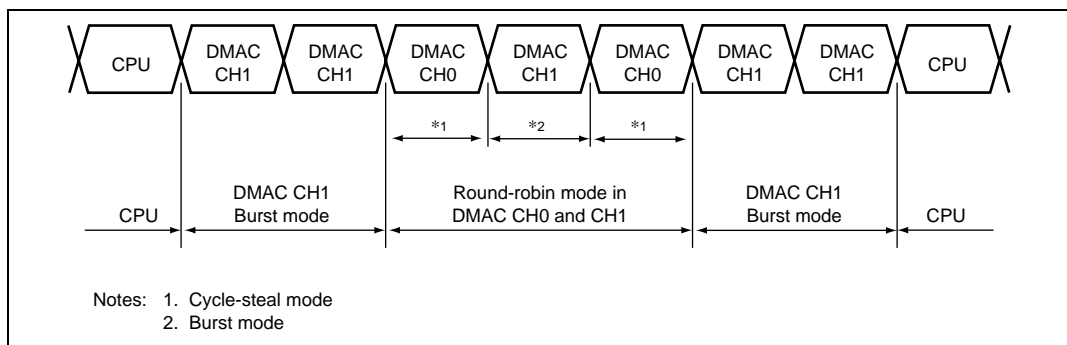 CPU DMAC CH1 DMAC CH1 DMAC CH0 DMAC CH1 DMAC CH0 DMAC CH1 DMAC CH1 CPU
*1 *2 *1
CPU
DMAC CH1
Burst mode
Round-robin mode in
DMAC CH0 and CH1
DMAC CH1
Burst mode
CPU
Notes: 1. Cycle-steal mode
2. Burst mode